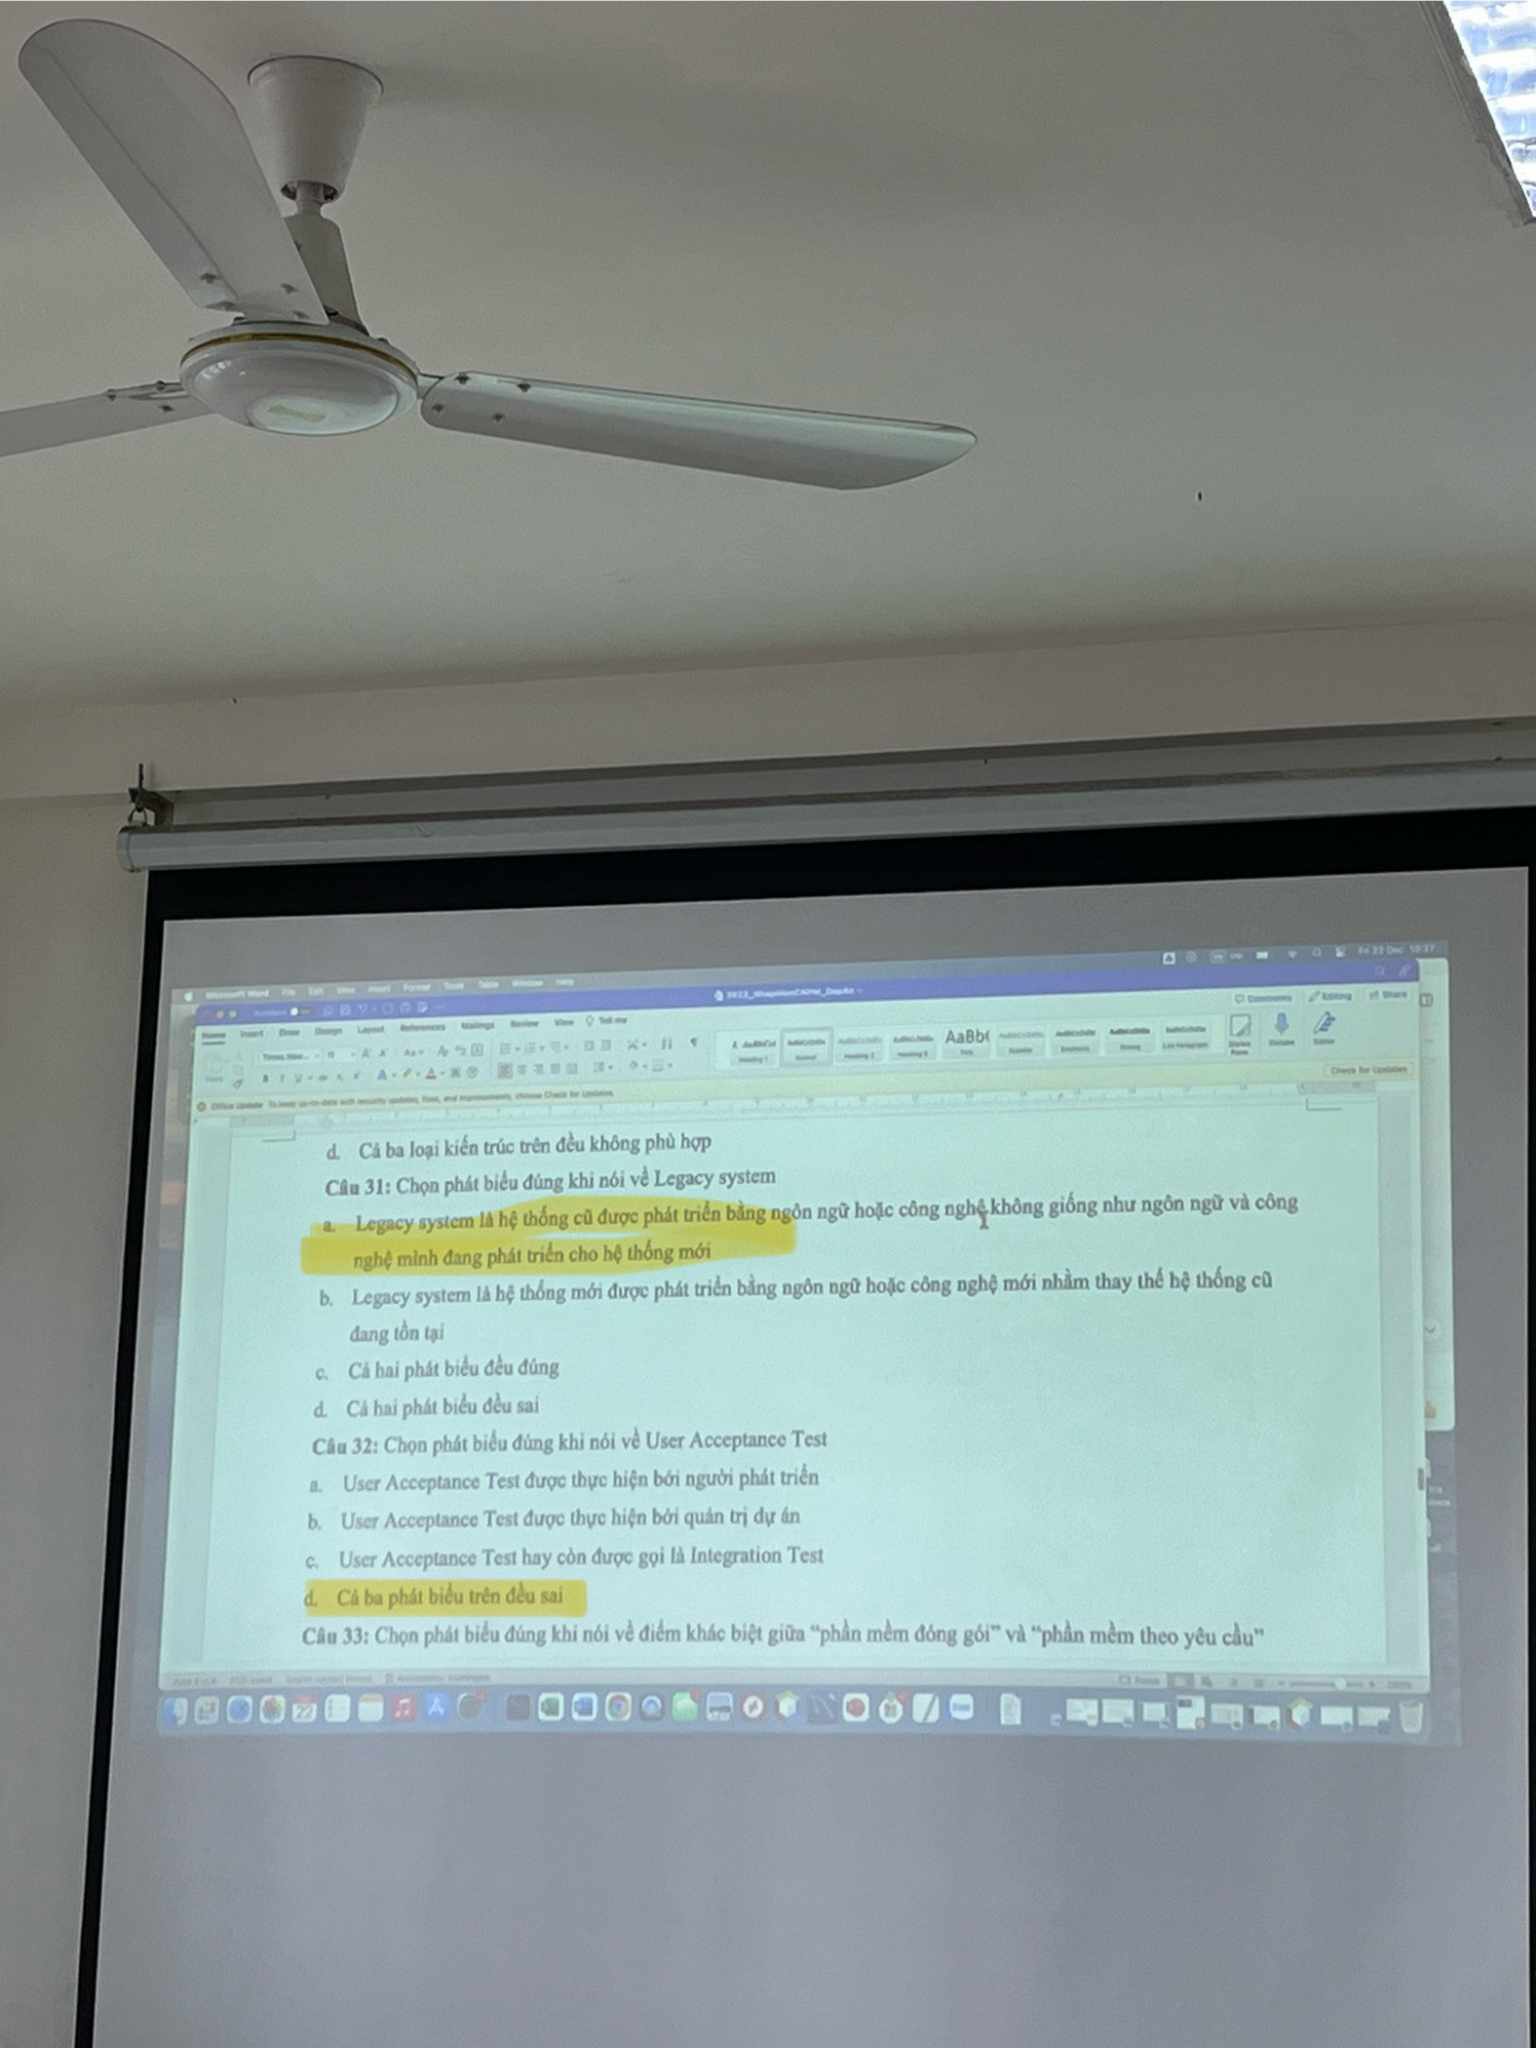 Microsoft Word File Edit View Insert Format Tools Table Window Help
Fri 22 Dec 10:37
Home Insert Draw Design Layout References Mailings Review View Tell me
Comments Editing Share
AaBb(
Check for Updates
d. Cả ba loại kiến trúc trên đều không phù hợp
Câu 31: Chọn phát biểu đúng khi nói về Legacy system
a. Legacy system là hệ thống cũ được phát triển bằng ngôn ngữ hoặc công nghệ không giống như ngôn ngữ và công
nghệ mình đang phát triển cho hệ thống mới
b. Legacy system là hệ thống mới được phát triển bằng ngôn ngữ hoặc công nghệ mới nhằm thay thế hệ thống cũ
đang tồn tại
c. Cả hai phát biểu đều đúng
d. Cả hai phát biểu đều sai
Câu 32: Chọn phát biểu đúng khi nói về User Acceptance Test
a. User Acceptance Test được thực hiện bởi người phát triển
b. User Acceptance Test được thực hiện bởi quản trị dự án
c. User Acceptance Test hay còn được gọi là Integration Test
d. Cả ba phát biểu trên đều sai
Câu 33: Chọn phát biểu đúng khi nói về điểm khác biệt giữa “phần mềm đóng gói” và “phần mềm theo yêu cầu”